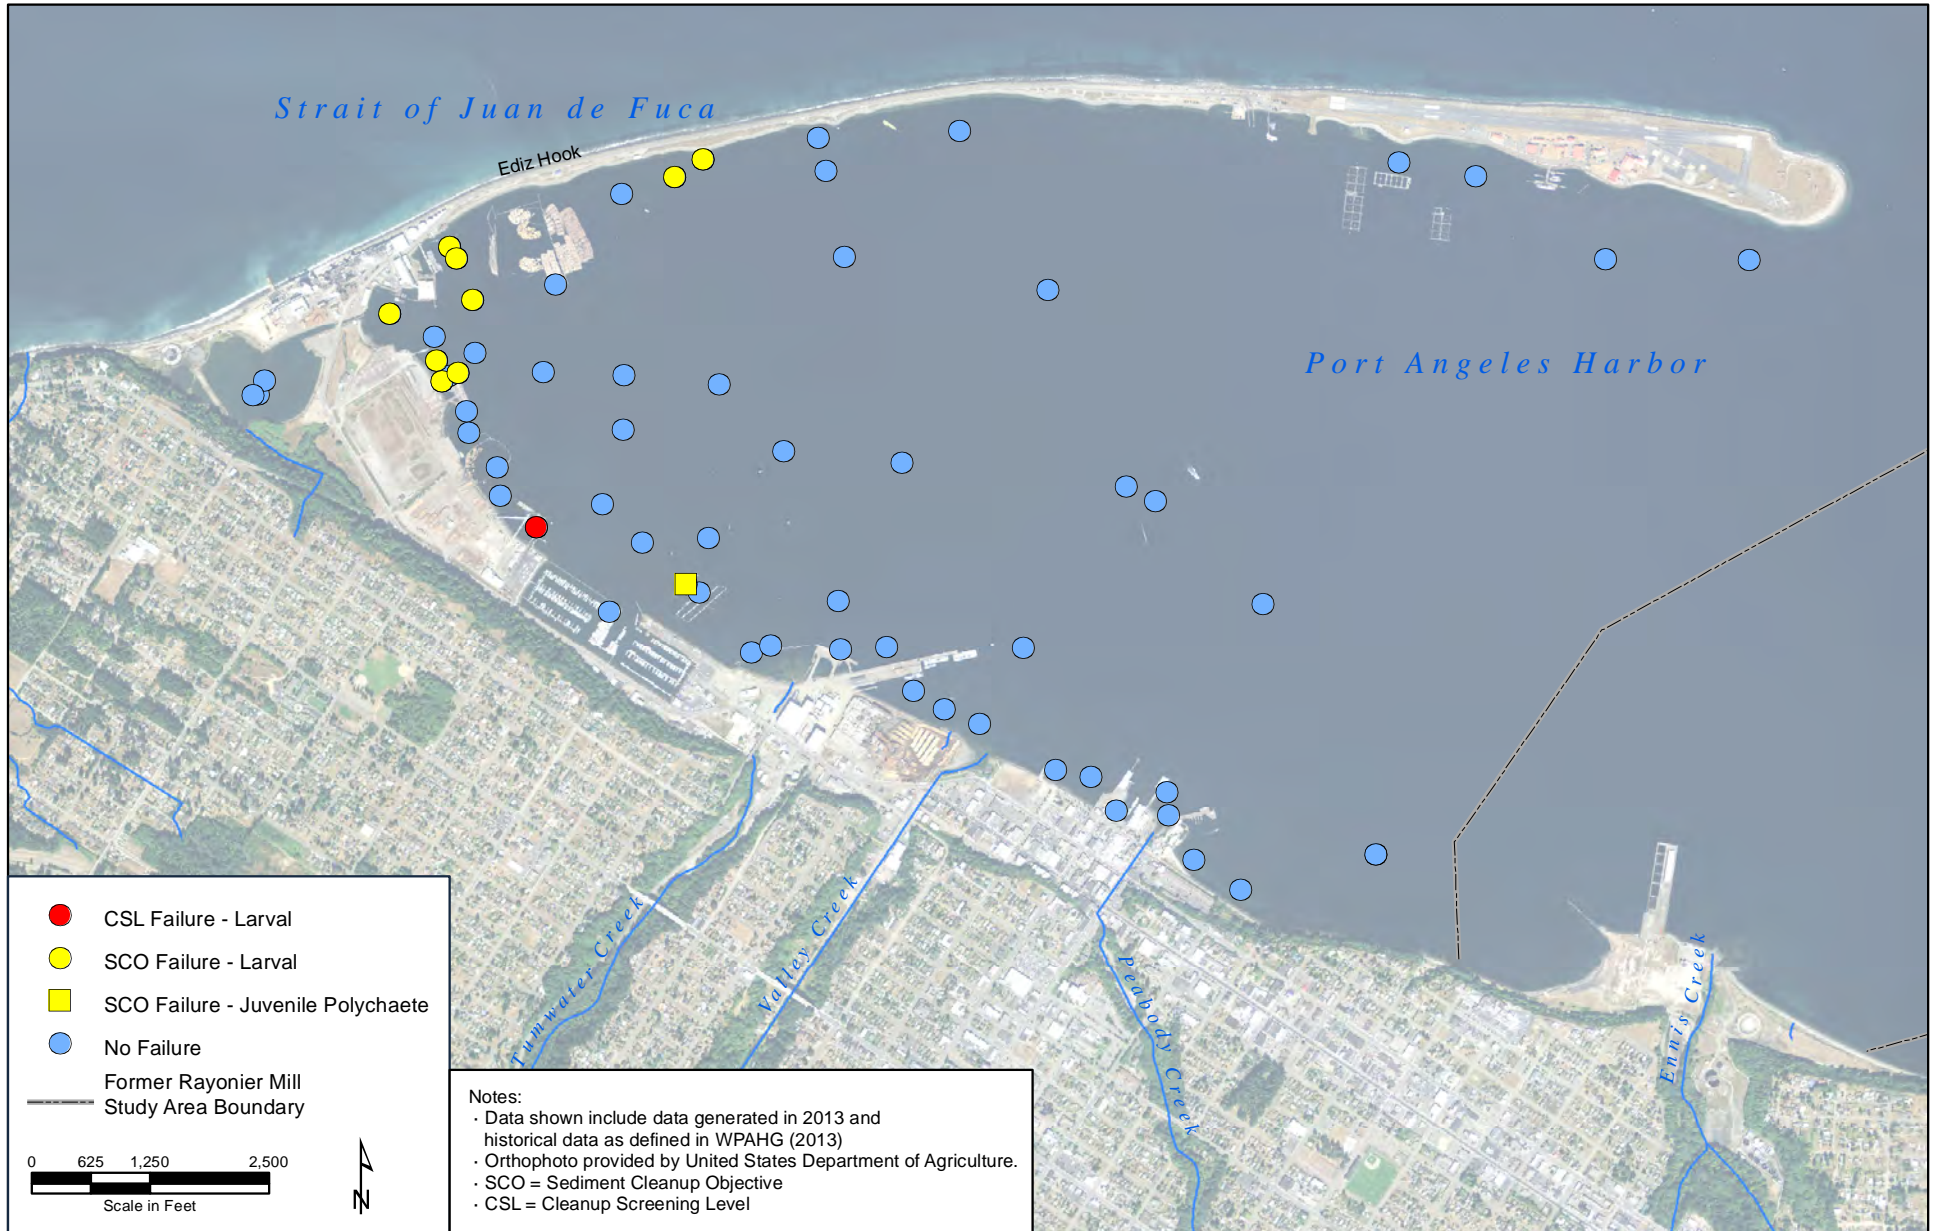 Strait of Juan de Fuca
Ediz Hook
Port Angeles Harbor
Tumwater Creek
Valley Creek
Peabody Creek
Ennis Creek
CSL Failure - Larval
SCO Failure - Larval
SCO Failure - Juvenile Polychaete
No Failure
Former Rayonier Mill
Study Area Boundary
0 625 1,250 2,500
Scale in Feet
N
Notes:
· Data shown include data generated in 2013 and
historical data as defined in WPAHG (2013)
· Orthophoto provided by United States Department of Agriculture.
· SCO = Sediment Cleanup Objective
· CSL = Cleanup Screening Level